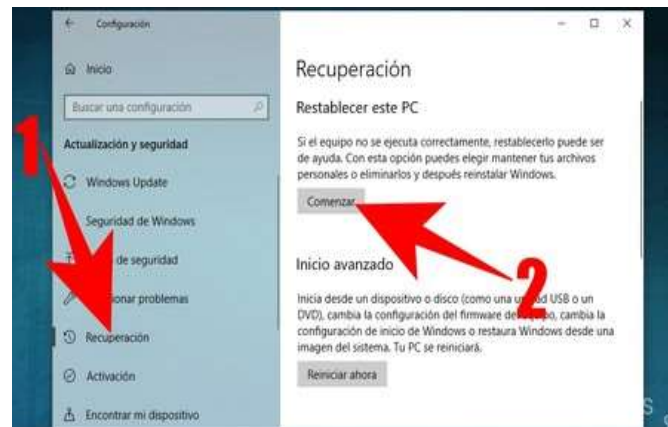 Configuración
Inicio
Buscar una configuración
Actualización y seguridad
Windows Update
Seguridad de Windows
de seguridad
problemas
Recuperación
Activación
Encontrar mi dispositivo
1
Recuperación
Restablecer este PC
Si el equipo no se ejecuta correctamente, restablecerlo puede ser
de ayuda. Con esta opción puedes elegir mantener tus archivos
personales o eliminarlos y después reinstalar Windows.
Comenzar
2
Inicio avanzado
Inicia desde un dispositivo o disco (como una USB o un
DVD), cambia la configuración del firmware cambia la
configuración de inicio de Windows o restaura Windows desde una
imagen del sistema. Tu PC se reiniciará.
Reiniciar ahora